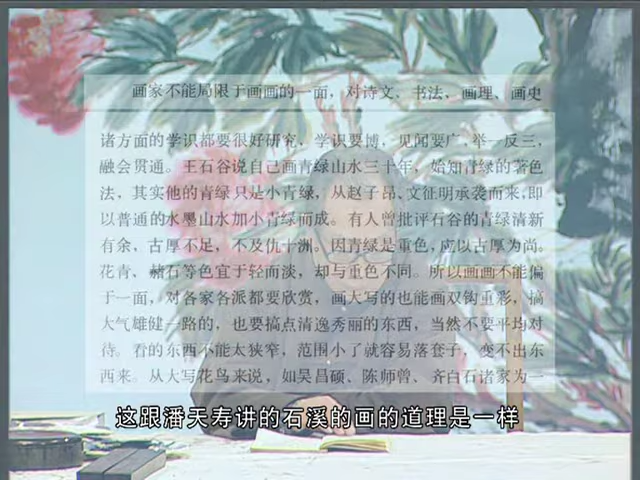 画家不能局限于画画的一面，对诗文、书法、画理、画史
诸方面的学识都要很好研究，学识要博，见闻要广，举一反三，
融会贯通。王石谷说自己画青绿山水三十年，始知青绿的著色
法，其实他的青绿只是小青绿，从赵子昂、文征明承袭而来，即
以普通的水墨山水加小青绿而成。有人曾批评石谷的青绿清新
有余，古厚不足，不及仇十洲。因青绿是重色，应以古厚为尚。
花青、赭石等色宜于轻而淡，却与重色不同。所以画画不能偏
于一面，对各家各派都要欣赏，画大写的也能画双钩重彩，搞
大气雄健一路的，也要搞点清逸秀丽的东西，当然不要平均对
待。看的东西不能太狭窄，范围小了就容易落套子，变不出东
西来。从大写花鸟来说，如吴昌硕、陈师曾、齐白石诸家为一
这跟潘天寿讲的石溪的画的道理是一样